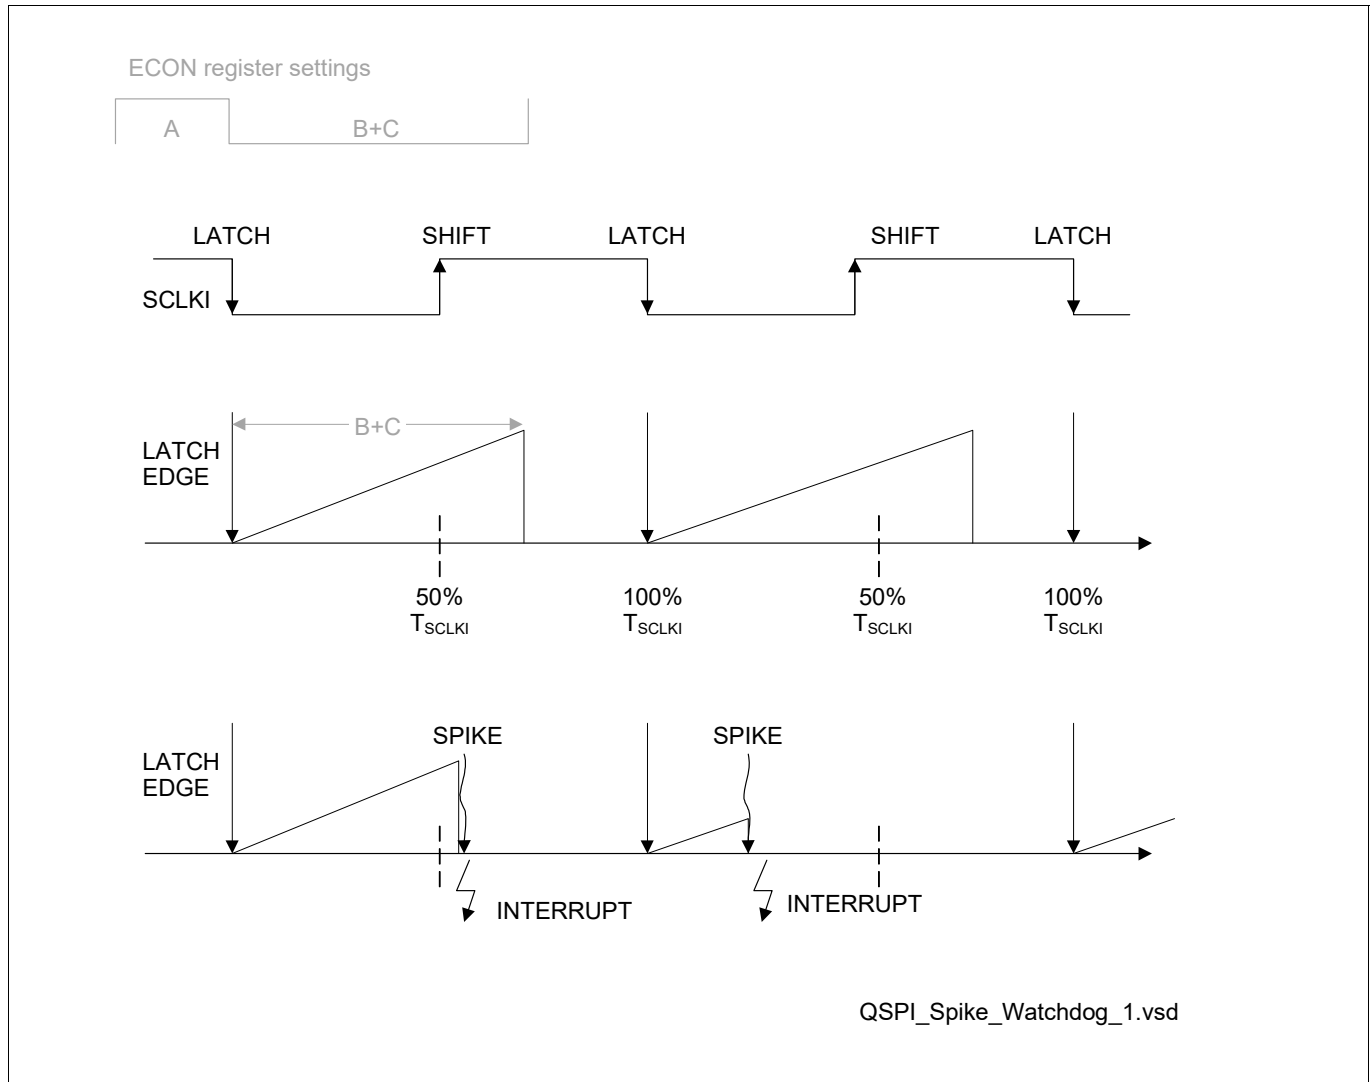 ECON register settings
A B+C
LATCH SHIFT LATCH SHIFT LATCH
SCLKI
B+C
LATCH
EDGE
50% 100% 50% 100%
TSCLKI TSCLKI TSCLKI TSCLKI
SPIKE SPIKE
LATCH
EDGE
INTERRUPT INTERRUPT
QSPI_Spike_Watchdog_1.vsd